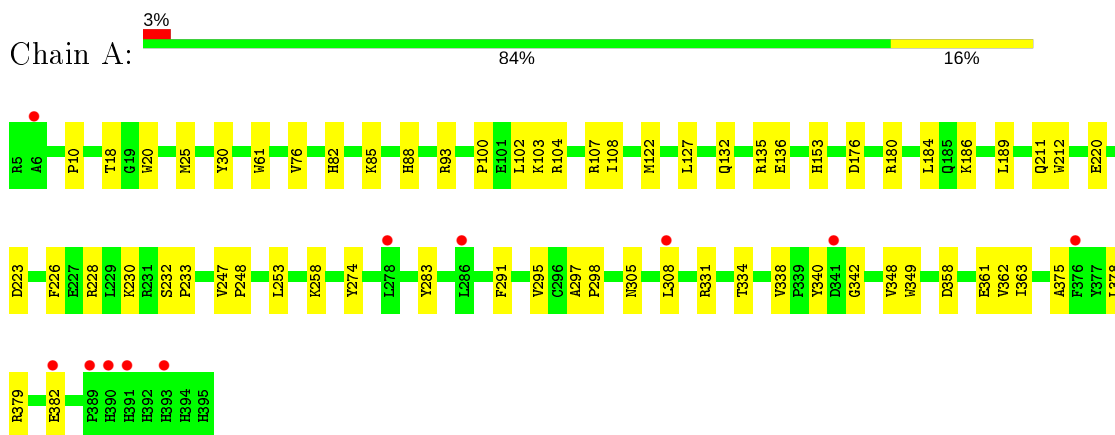 3%
Chain A:
84% 16%
R5 A6 P10 T18 G19 W20 M25 Y30 W61 V76 H82 K85 H88 R93 P100 E101 L102 K103 R104 R107 I108 M122 L127 Q132 R135 E136 H153 D176 R180 L184 Q185 K186 L189 Q211 W212 E220
D223 F226 E227 R228 L229 K230 R231 S232 P233 V247 P248 L253 K258 Y274 L278 Y283 L286 F291 V295 C296 A297 P298 N305 L308 R331 T334 V338 P339 Y340 D341 G342 V348 W349 D358 E361 V362 I363 A375 F376 Y377 L378
R379 E382 P389 H390 H391 H392 H393 H394 H395